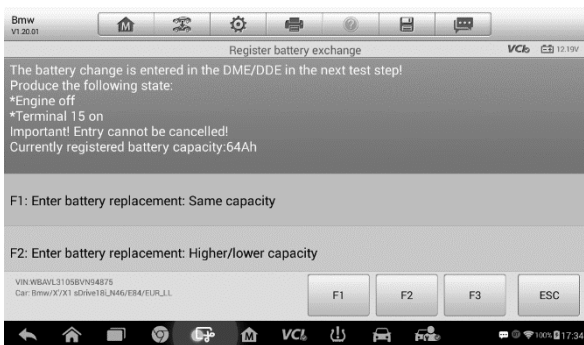 Bmw
V1.20.01
Register battery exchange
VCI
12.19V
The battery change is entered in the DME/DDE in the next test step!
Produce the following state:
*Engine off
*Terminal 15 on
Important! Entry cannot be cancelled!
Currently registered battery capacity:64Ah
F1: Enter battery replacement: Same capacity
F2: Enter battery replacement: Higher/lower capacity
VIN:WBAVL3105BVN94875
Car: Bmw/X'/X1 sDrive18i_N46/E84/EUR_LL
F1
F2
F3
ESC
M
VCI
100%
17:34